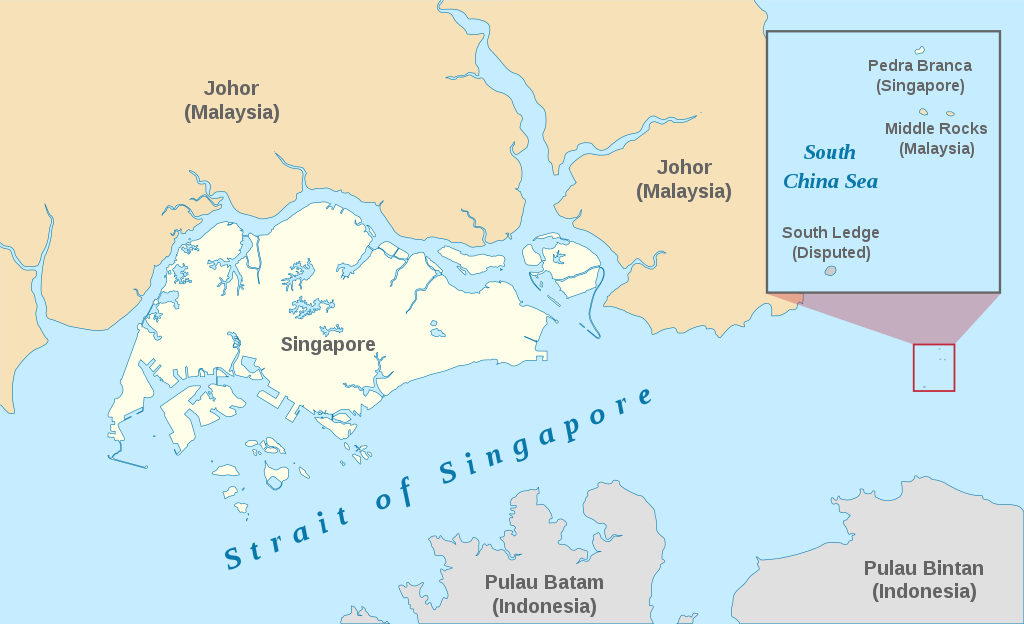 Johor
(Malaysia)
Johor
(Malaysia)
Pedra Branca
(Singapore)
Middle Rocks
(Malaysia)
South
China Sea
South Ledge
(Disputed)
Singapore
Strait of Singapore
Pulau Batam
(Indonesia)
Pulau Bintan
(Indonesia)